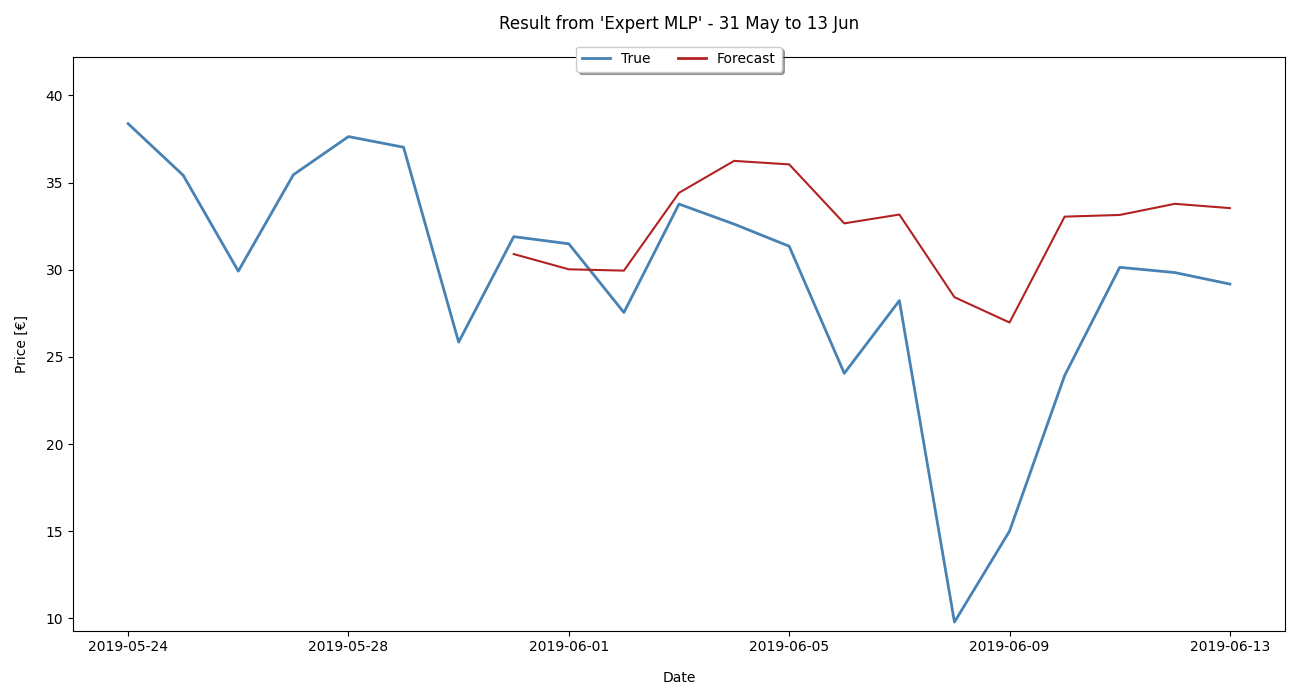 Result from 'Expert MLP' - 31 May to 13 Jun
True Forecast
40
35
30
25
20
15
10
Price [€]
2019-05-24 2019-05-28 2019-06-01 2019-06-05 2019-06-09 2019-06-13
Date